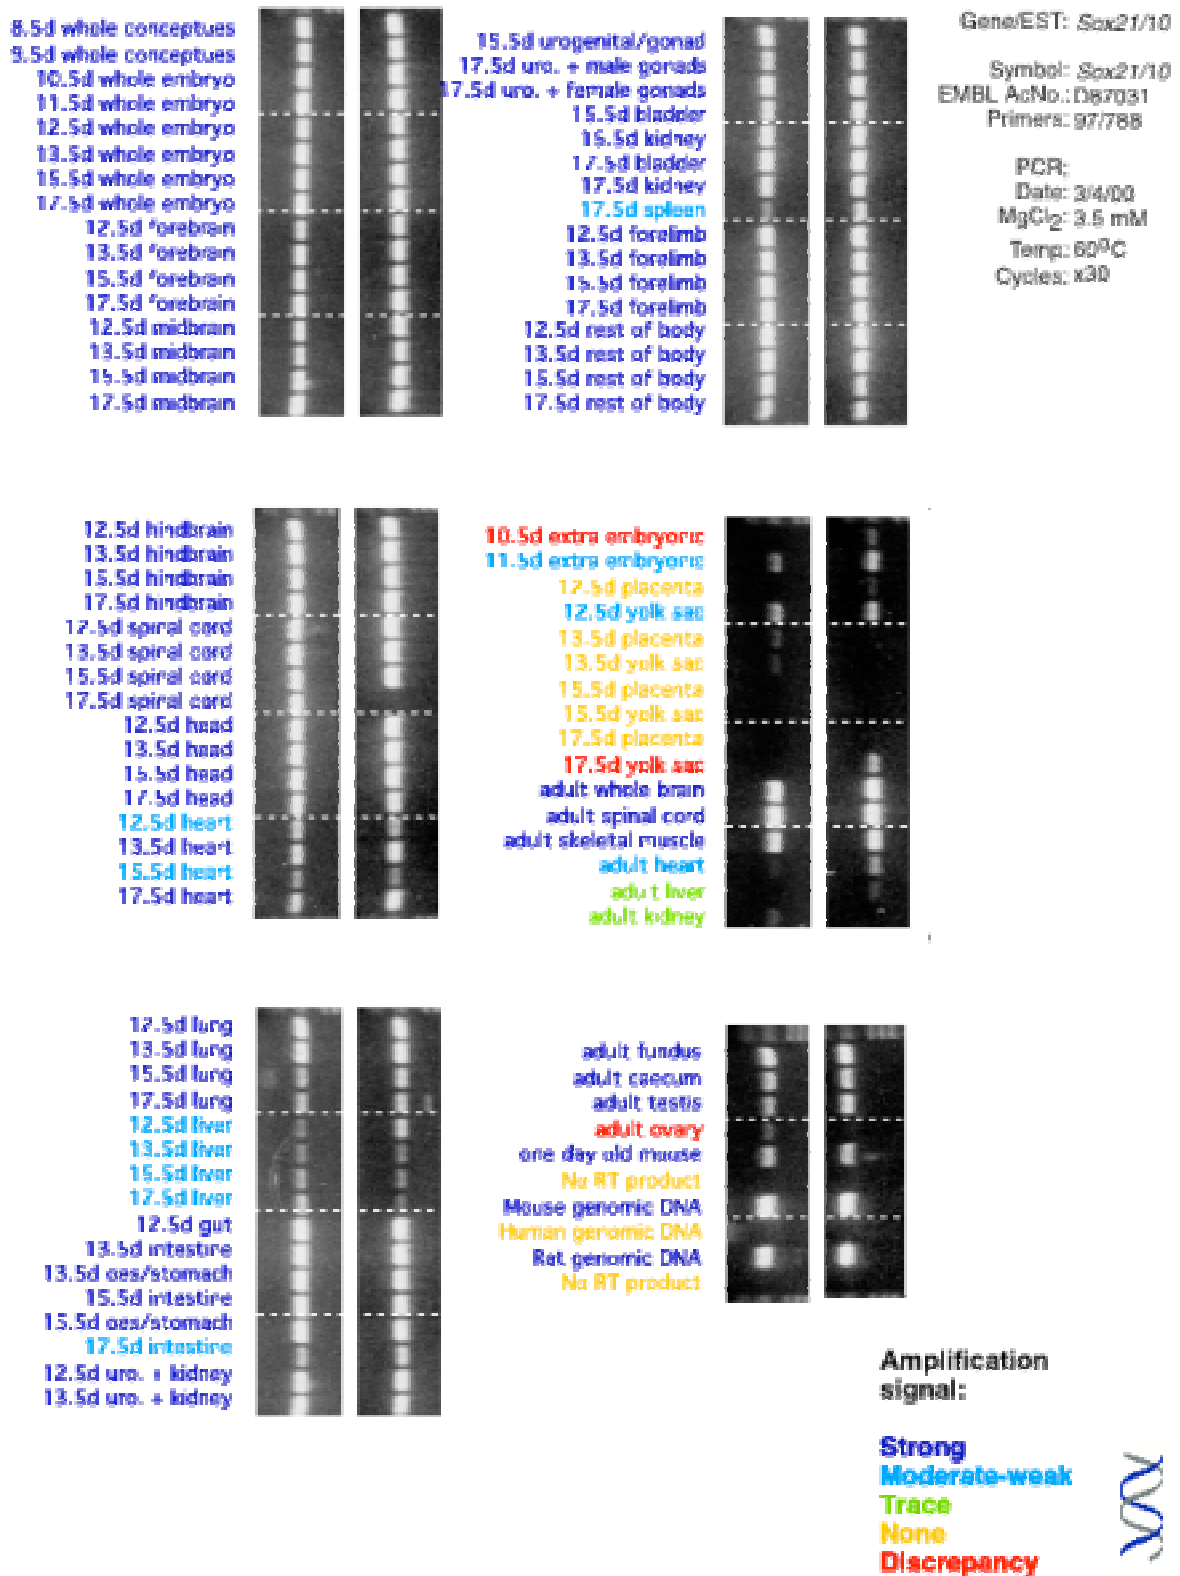 8.5d whole conceptues
9.5d whole conceptues
10.5d whole embryo
11.5d whole embryo
12.5d whole embryo
13.5d whole embryo
15.5d whole embryo
17.5d whole embryo
12.5d forebrain
13.5d forebrain
15.5d forebrain
17.5d forebrain
12.5d midbrain
13.5d midbrain
15.5d midbrain
17.5d midbrain
15.5d urogenital/gonad
17.5d uro. + male gonads
17.5d uro. + female gonads
15.5d bladder
15.5d kidney
17.5d bladder
17.5d kidney
17.5d spleen
12.5d forelimb
13.5d forelimb
15.5d forelimb
17.5d forelimb
12.5d rest of body
13.5d rest of body
15.5d rest of body
17.5d rest of body
Gene/EST: Sox21/10
Symbol: Sox21/10
EMBL AcNo.: D87031
Primers: 97/788
PCR:
Date: 3/4/00
MgCl2: 3.5 mM
Temp: 60ºC
Cycles: x30
12.5d hindbrain
13.5d hindbrain
15.5d hindbrain
17.5d hindbrain
12.5d spinal cord
13.5d spinal cord
15.5d spinal cord
17.5d spinal cord
12.5d head
13.5d head
15.5d head
17.5d head
12.5d heart
13.5d heart
15.5d heart
17.5d heart
10.5d extra embryonic
11.5d extra embryonic
12.5d placenta
12.5d yolk sac
13.5d placenta
13.5d yolk sac
15.5d placenta
15.5d yolk sac
17.5d placenta
17.5d yolk sac
adult whole brain
adult spinal cord
adult skeletal muscle
adult heart
adult liver
adult kidney
12.5d lung
13.5d lung
15.5d lung
17.5d lung
12.5d liver
13.5d liver
15.5d liver
17.5d liver
12.5d gut
13.5d intestine
13.5d oes/stomach
15.5d intestine
15.5d oes/stomach
17.5d intestine
12.5d uro. + kidney
13.5d uro. + kidney
adult fundus
adult caecum
adult testis
adult ovary
one day old mouse
No RT product
Mouse genomic DNA
Human genomic DNA
Rat genomic DNA
No RT product
Amplification
signal:
Strong
Moderate-weak
Trace
None
Discrepancy